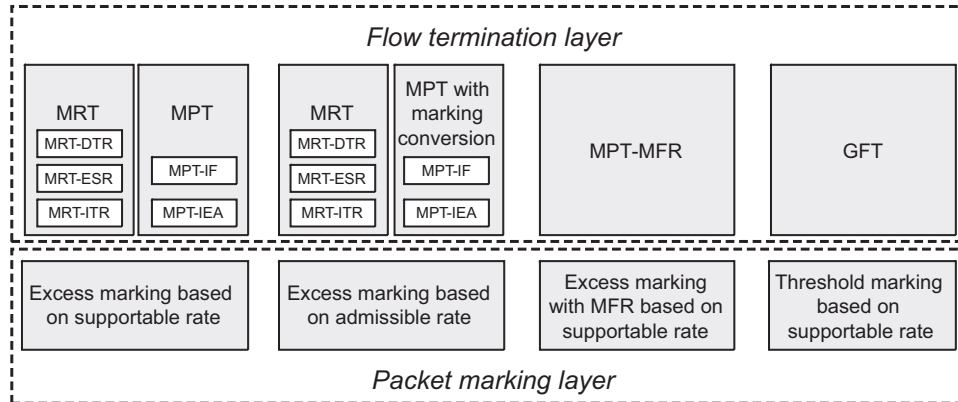 Flow termination layer
MRT
MRT-DTR
MRT-ESR
MRT-ITR
MPT
MPT-IF
MPT-IEA
MRT
MRT-DTR
MRT-ESR
MRT-ITR
MPT with
marking
conversion
MPT-IF
MPT-IEA
MPT-MFR
GFT
Excess marking based
on supportable rate
Excess marking based
on admissible rate
Excess marking
with MFR based on
supportable rate
Threshold marking
based on
supportable rate
Packet marking layer